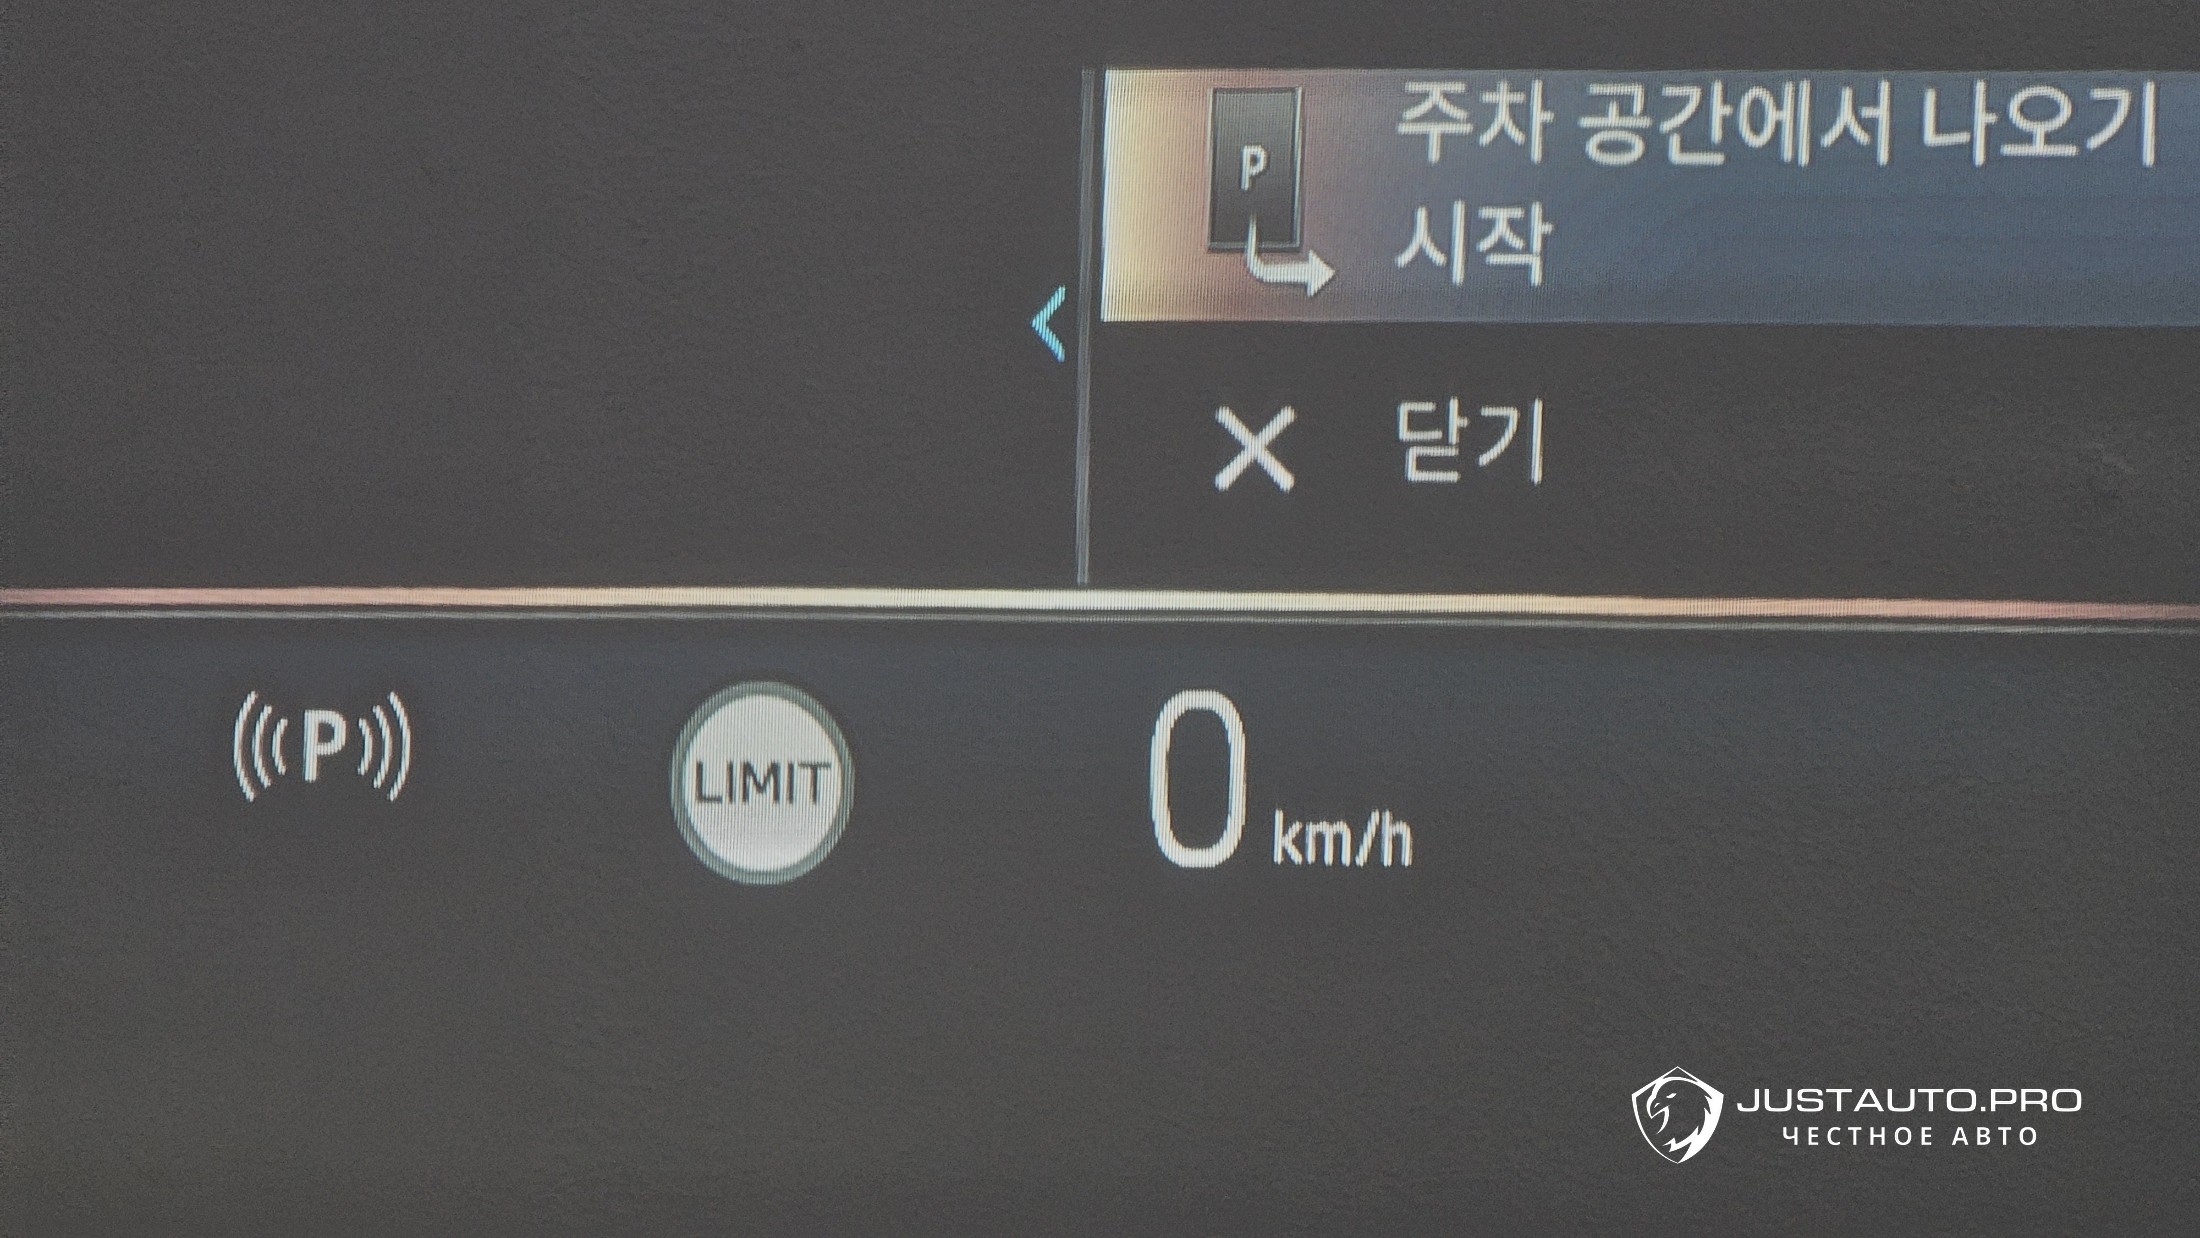 P
주차 공간에서 나오기
시작
닫기
P
LIMIT
0 km/h
JUSTAUTO.PRO
ЧЕСТНОЕ АВТО